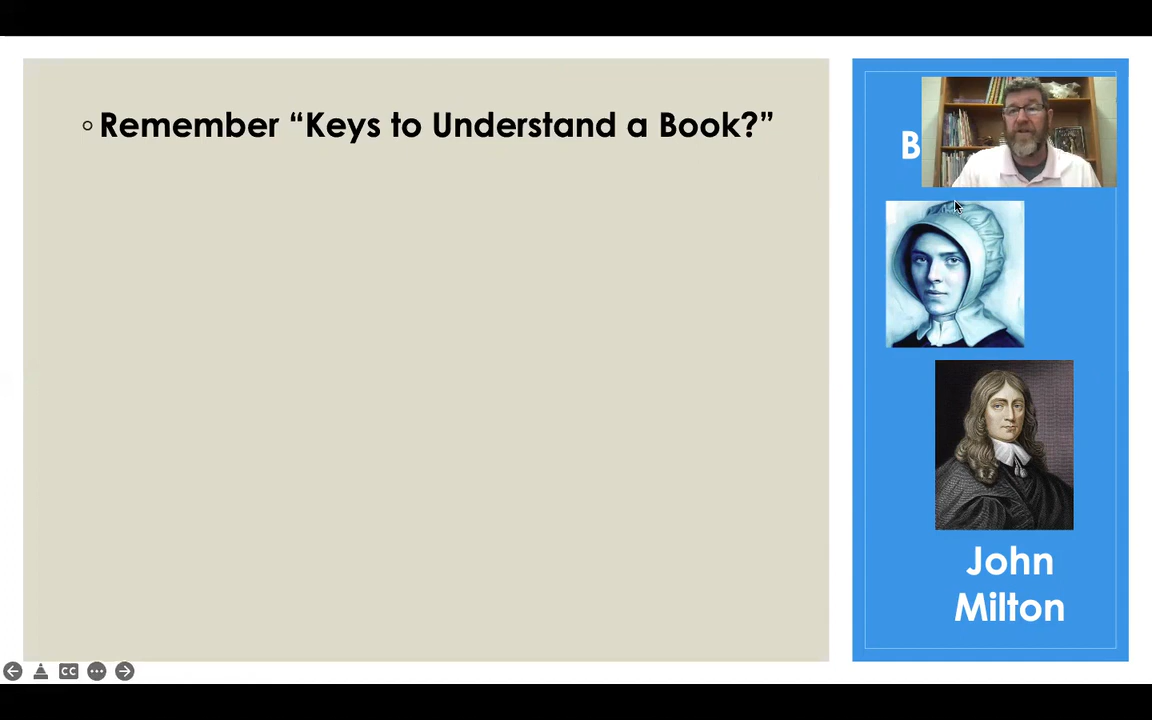 Remember “Keys to Understand a Book?”
B
John
Milton
CC